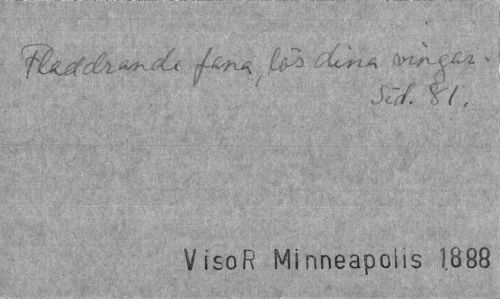 Fladdrande fana, lös dina vingar.
Sid. 81.
VisoR Minneapolis 1888